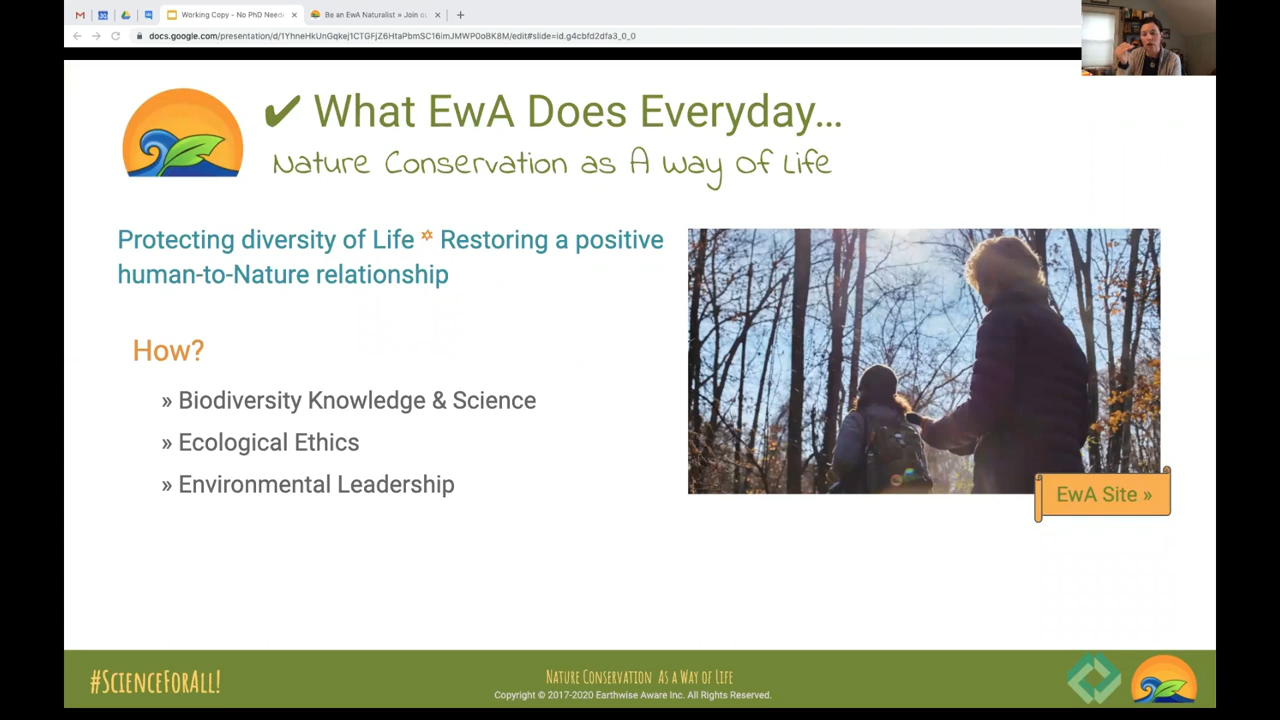 Working Copy - No PhD Need
Be an EwA Naturalist » Join o
docs.google.com/presentation/d/1YhneHkUnGqkej1CTGFjZ6HtaPbmSC16imJMWP0oBK8M/edit#slide=id.g4cbfd2dfa3_0_0
✔ What EwA Does Everyday...
Nature Conservation as A Way of Life
Protecting diversity of Life * Restoring a positive
human-to-Nature relationship
How?
» Biodiversity Knowledge & Science
» Ecological Ethics
» Environmental Leadership
EwA Site »
#ScienceForAll!
Nature Conservation As a Way of Life
Copyright © 2017-2020 Earthwise Aware Inc. All Rights Reserved.